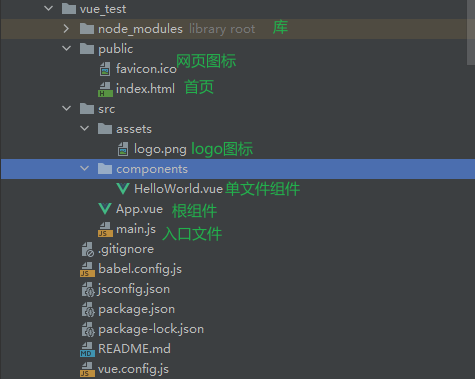 vue_test
node_modules library root 库
public
favicon.ico 网页图标
index.html 首页
src
assets
logo.png logo图标
components
HelloWorld.vue 单文件组件
App.vue 根组件
main.js 入口文件
.gitignore
babel.config.js
jsconfig.json
package.json
package-lock.json
README.md
vue.config.js